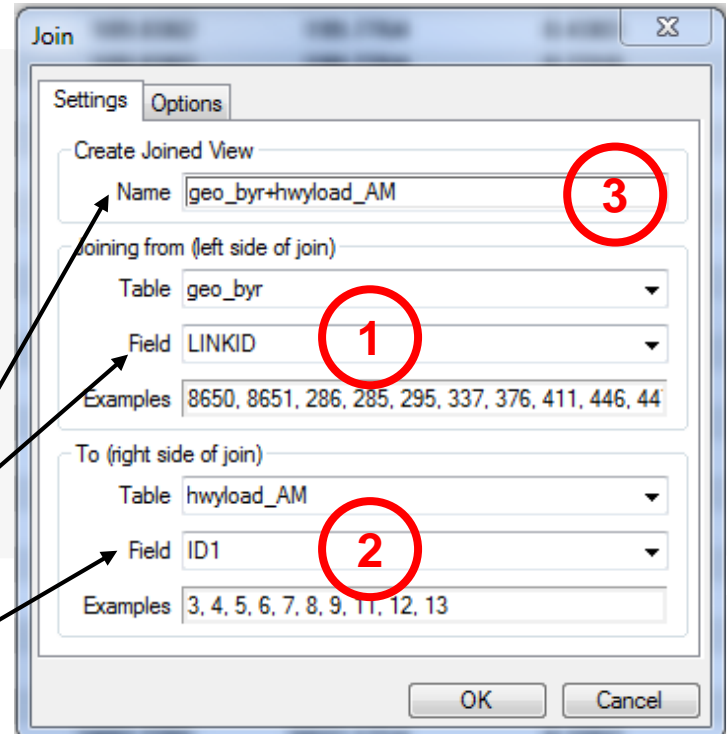 Join
Settings Options
Create Joined View
Name geo_byr+hwyload_AM 3
Joining from (left side of join)
Table geo_byr
Field LINKID 1
Examples 8650, 8651, 286, 285, 295, 337, 376, 411, 446, 44
To (right side of join)
Table hwyload_AM
Field ID1 2
Examples 3, 4, 5, 6, 7, 8, 9, 11, 12, 13
OK Cancel